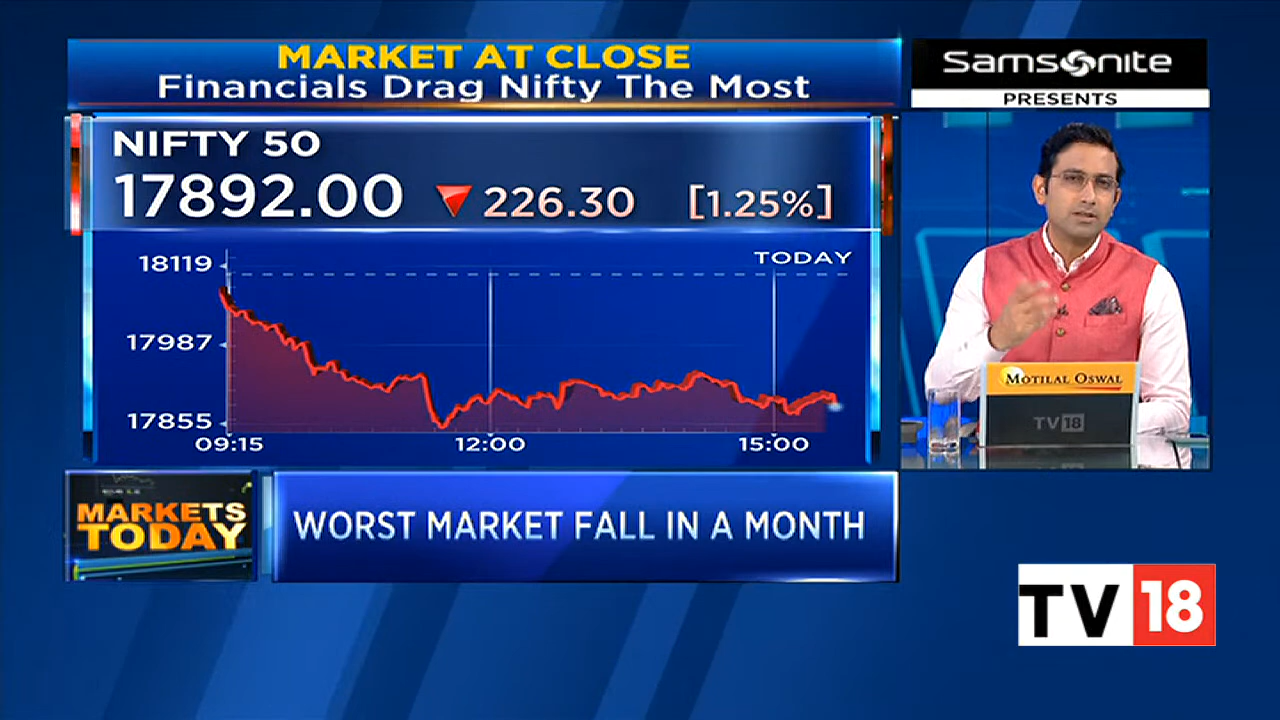 MARKET AT CLOSE
Financials Drag Nifty The Most
Samsonite
PRESENTS
NIFTY 50
17892.00 226.30 [1.25%]
TODAY
18119
17987
17855
09:15 12:00 15:00
MOTILAL OSWAL
TV18
MARKETS
TODAY
WORST MARKET FALL IN A MONTH
TV18